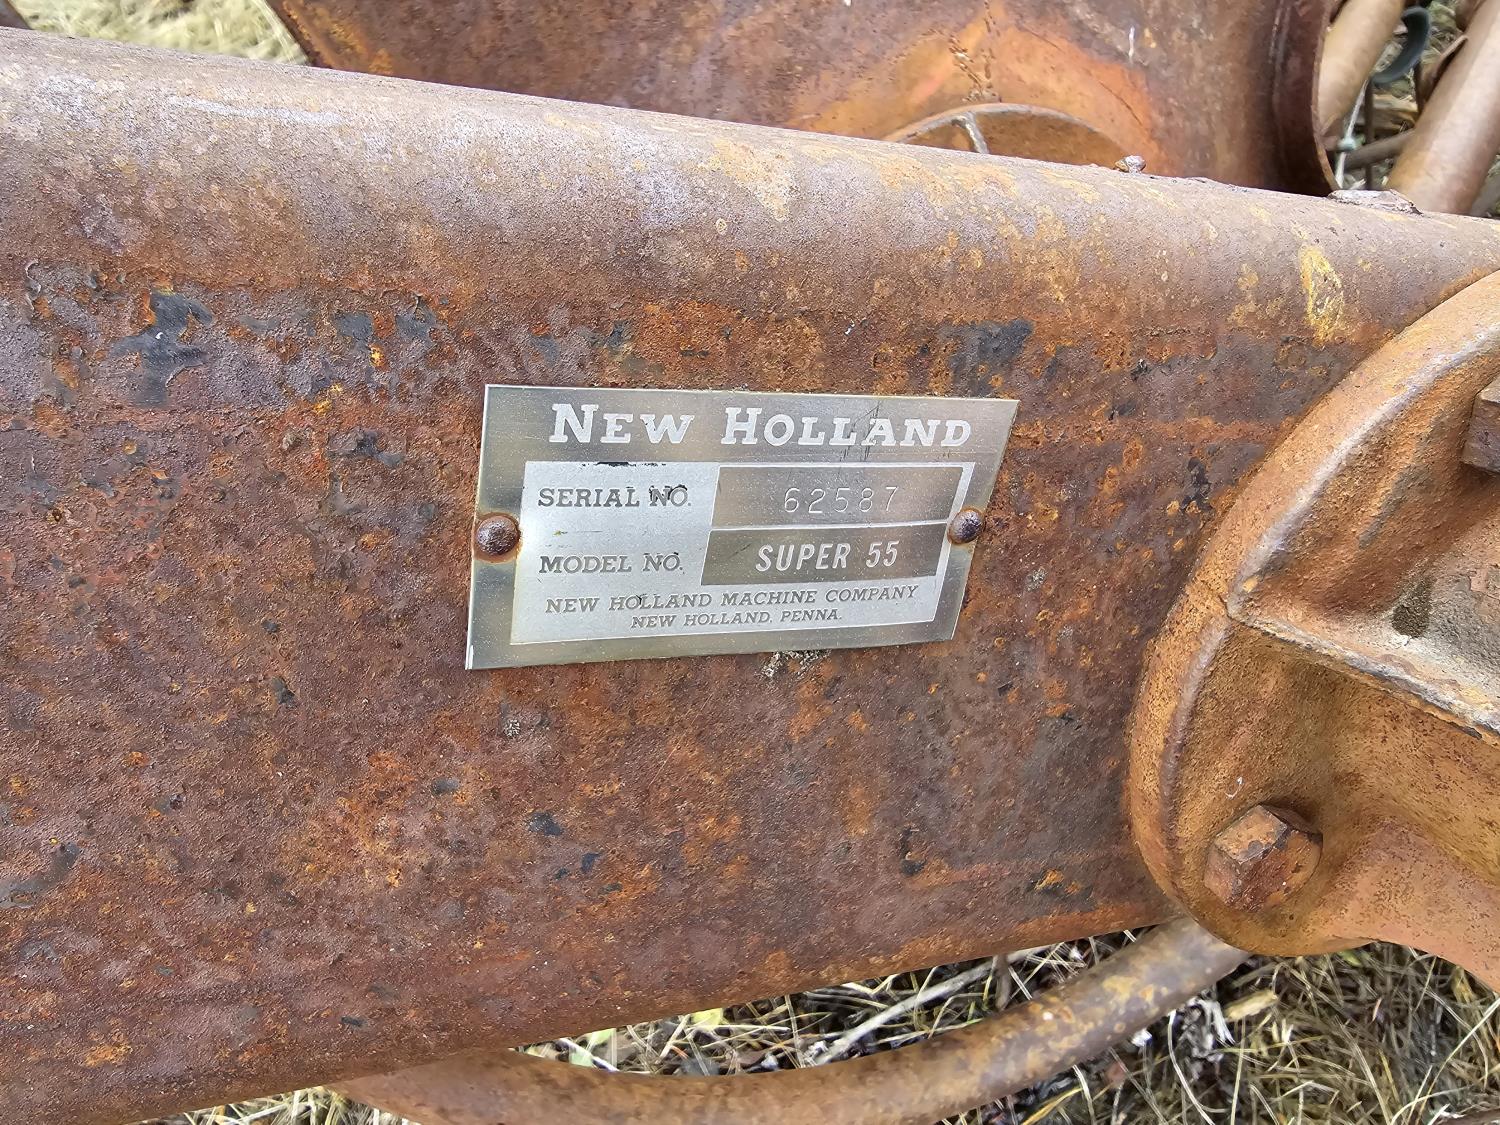 NEW HOLLAND
SERIAL NO. 62587
MODEL NO. SUPER 55
NEW HOLLAND MACHINE COMPANY
NEW HOLLAND, PENNA.